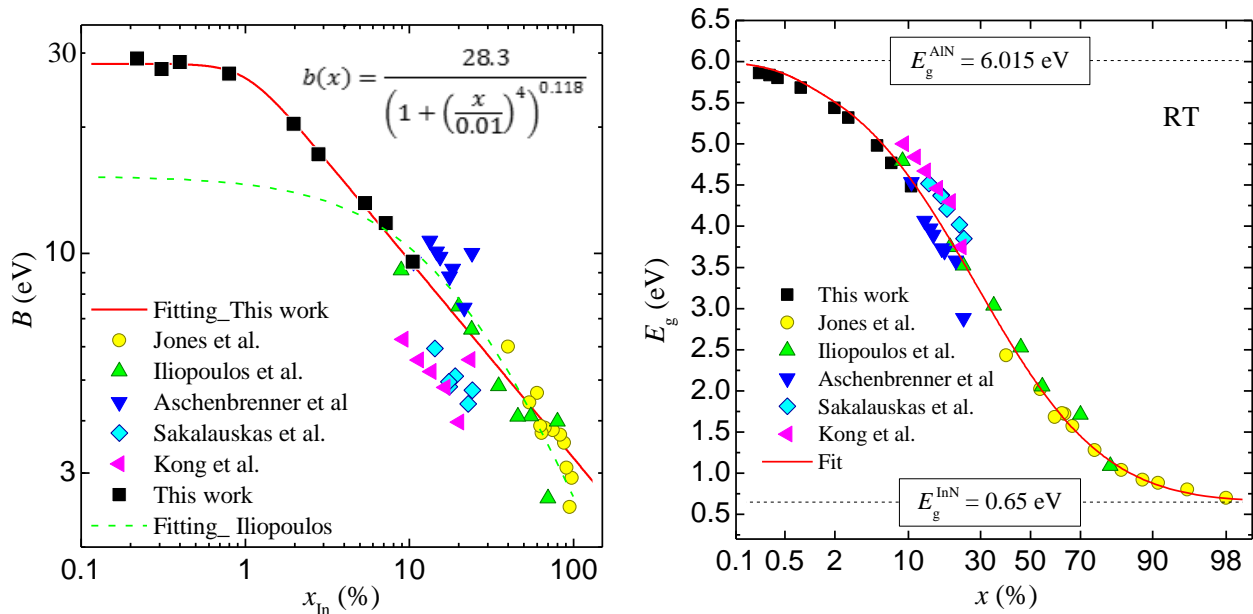 30
10
3
B (eV)
b(x) = 28.3 / (1 + (x/0.01)^4)^0.118
Fitting_This work
Jones et al.
Iliopoulos et al.
Aschenbrenner et al
Sakalauskas et al.
Kong et al.
This work
Fitting_ Iliopoulos
0.1 1 10 100
x_In (%)
6.5
6.0
5.5
5.0
4.5
4.0
3.5
3.0
2.5
2.0
1.5
1.0
0.5
E_g (eV)
E_g^AlN = 6.015 eV
RT
This work
Jones et al.
Iliopoulos et al.
Aschenbrenner et al
Sakalauskas et al.
Kong et al.
Fit
E_g^InN = 0.65 eV
0.1 0.5 2 10 30 50 70 90 98
x (%)